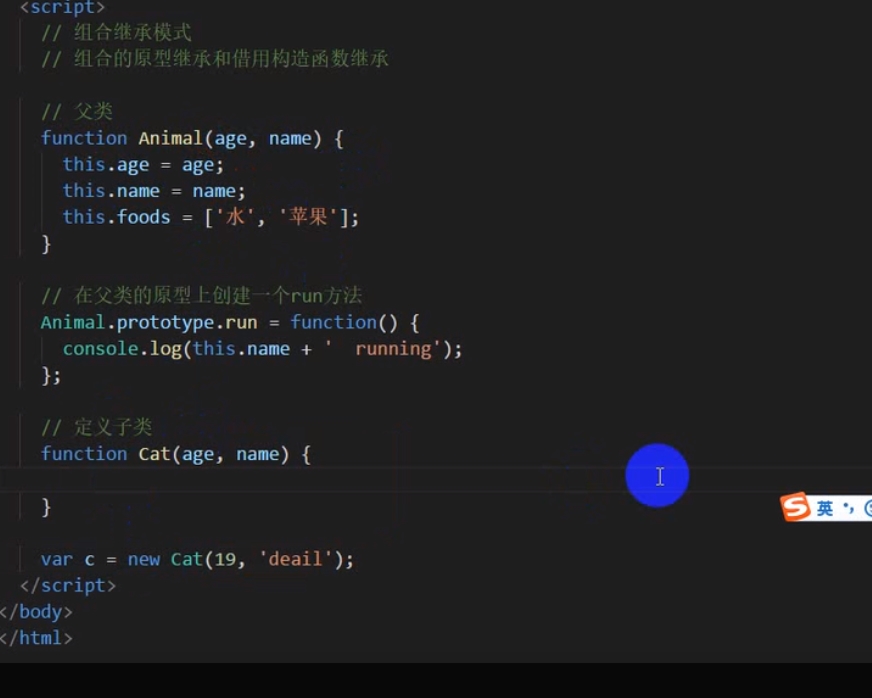 <script>
// 组合继承模式
// 组合的原型继承和借用构造函数继承
// 父类
function Animal(age, name) {
this.age = age;
this.name = name;
this.foods = ['水', '苹果'];
}
// 在父类的原型上创建一个run方法
Animal.prototype.run = function() {
console.log(this.name + '  running');
};
// 定义子类
function Cat(age, name) {
}
英
var c = new Cat(19, 'deail');
</script>
</body>
</html>